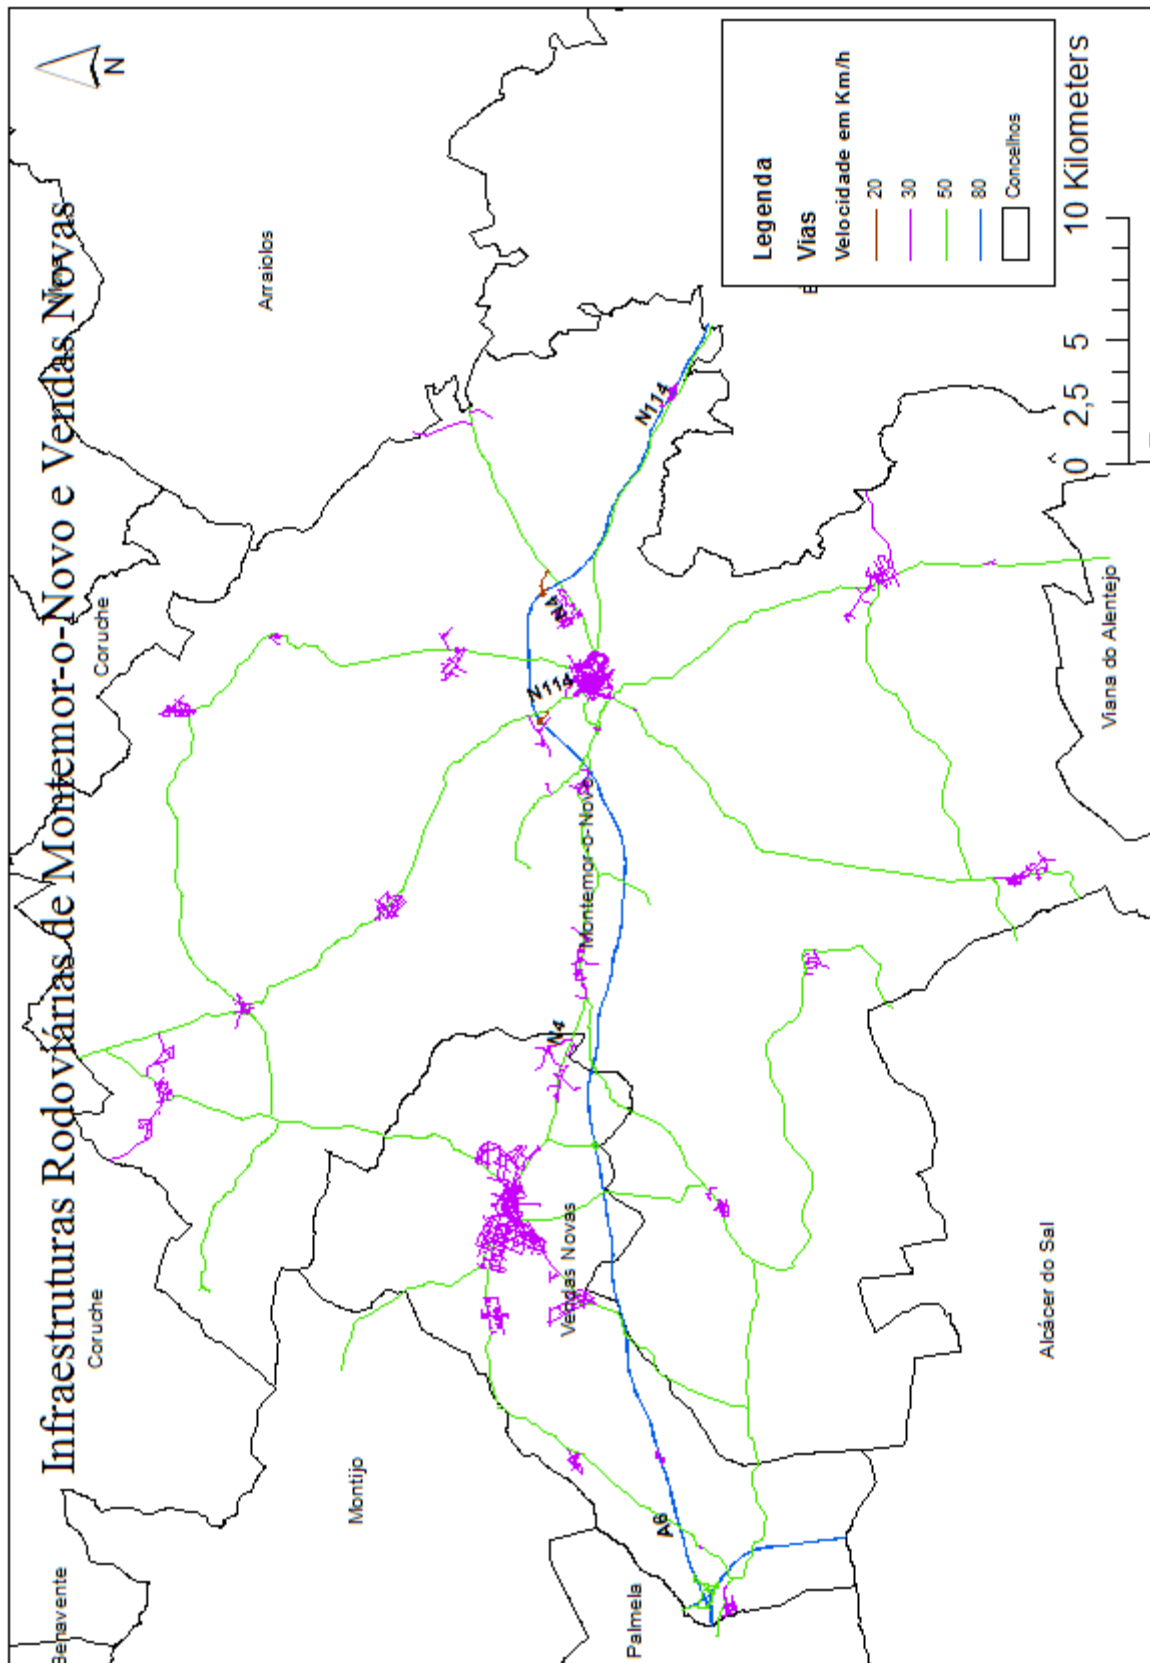 Infraestruturas Rodoviárias de Montemor-o-Novo e Vendas Novas
N
Benavente
Coruche
Coruche
Montijo
Arraiolos
Palmela
A6
Vendas Novas
N4
Montemor-o-Novo
N114
N4
N114
Alcácer do Sal
Viana do Alentejo
Legenda
Vias
Velocidade em Km/h
20
30
50
80
Concelhos
0 2,5 5 10 Kilometers